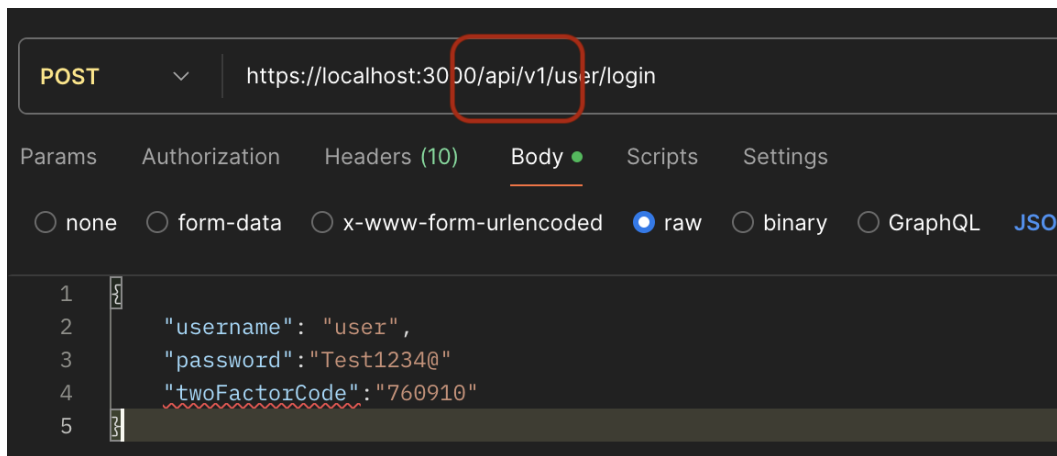 POST https://localhost:3000/api/v1/user/login
Params Authorization Headers (10) Body Scripts Settings
none form-data x-www-form-urlencoded raw binary GraphQL JSO
1 {
2 "username": "user",
3 "password":"Test1234@"
4 "twoFactorCode":"760910"
5 }